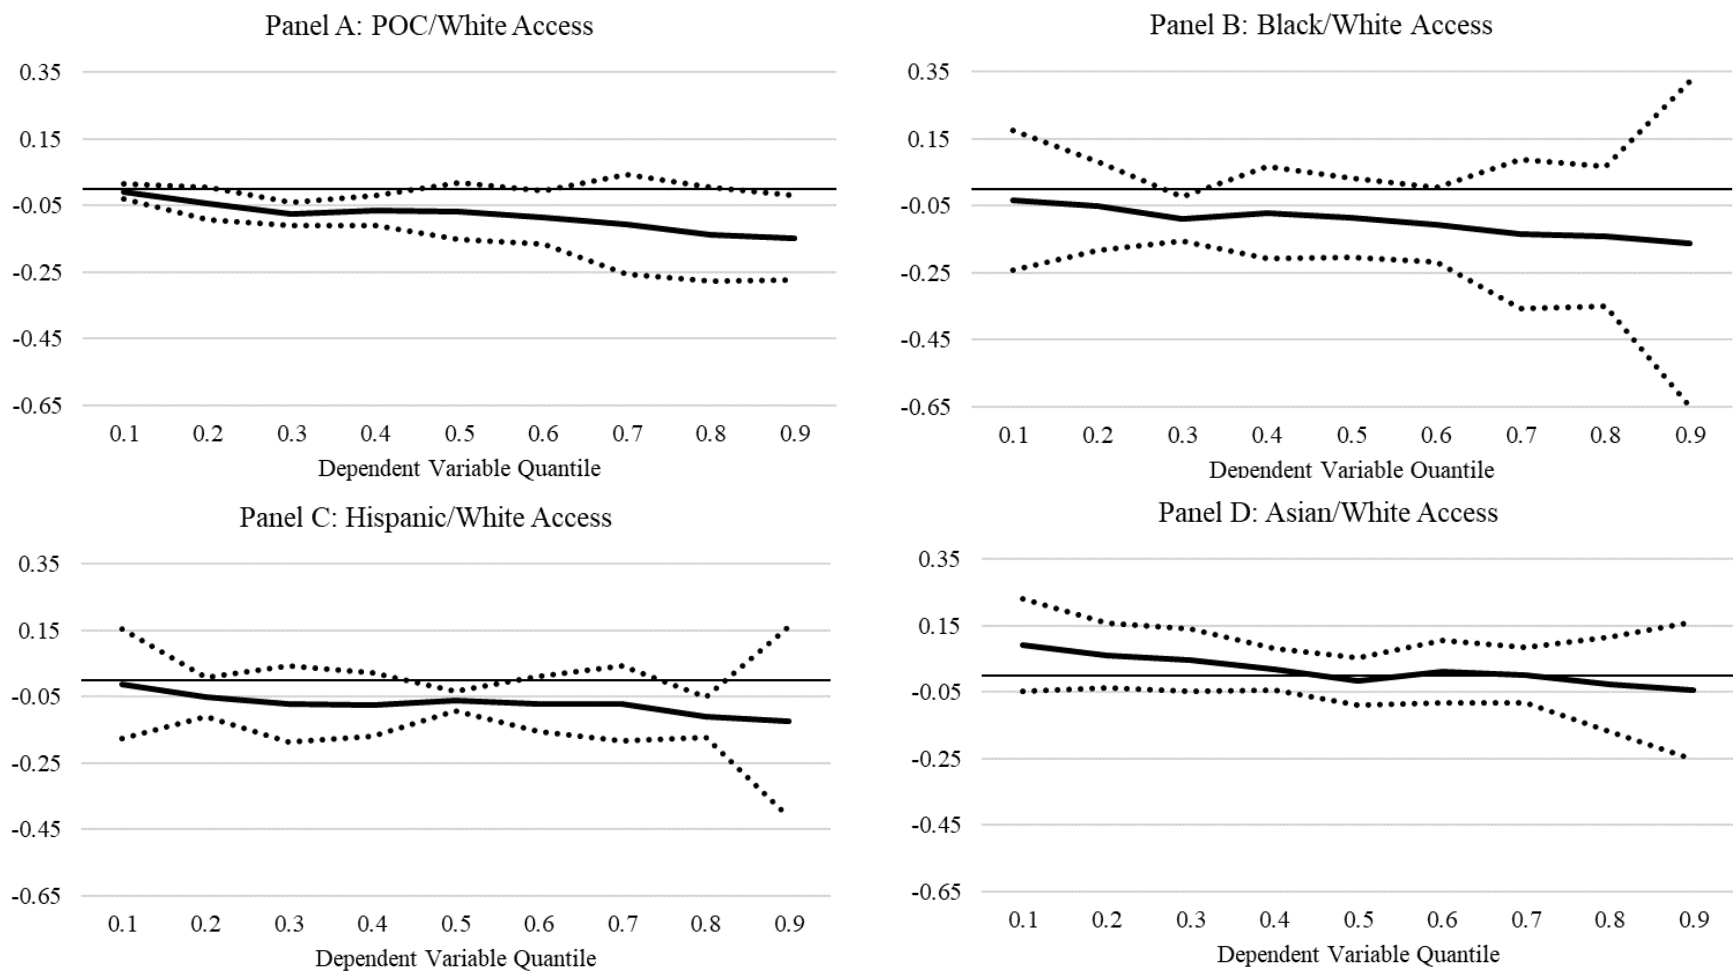 Panel A: POC/White Access
0.35
0.15
-0.05
-0.25
-0.45
-0.65
0.1 0.2 0.3 0.4 0.5 0.6 0.7 0.8 0.9
Dependent Variable Quantile
Panel B: Black/White Access
0.35
0.15
-0.05
-0.25
-0.45
-0.65
0.1 0.2 0.3 0.4 0.5 0.6 0.7 0.8 0.9
Dependent Variable Quantile
Panel C: Hispanic/White Access
0.35
0.15
-0.05
-0.25
-0.45
-0.65
0.1 0.2 0.3 0.4 0.5 0.6 0.7 0.8 0.9
Dependent Variable Quantile
Panel D: Asian/White Access
0.35
0.15
-0.05
-0.25
-0.45
-0.65
0.1 0.2 0.3 0.4 0.5 0.6 0.7 0.8 0.9
Dependent Variable Quantile